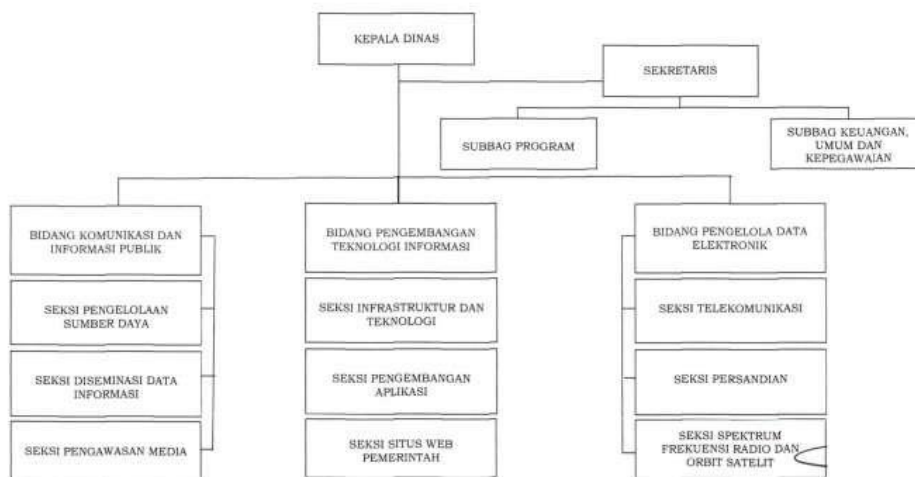 KEPALA DINAS
SEKRETARIS
SUBBAG PROGRAM
SUBBAG KEUANGAN,
UMUM DAN
KEPEGAWAIAN
BIDANG KOMUNIKASI DAN
INFORMASI PUBLIK
SEKSI PENGELOLAAN
SUMBER DAYA
SEKSI DISEMINASI DATA
INFORMASI
SEKSI PENGAWASAN MEDIA
BIDANG PENGEMBANGAN
TEKNOLOGI INFORMASI
SEKSI INFRASTRUKTUR DAN
TEKNOLOGI
SEKSI PENGEMBANGAN
APLIKASI
SEKSI SITUS WEB
PEMERINTAH
BIDANG PENGELOLA DATA
ELEKTRONIK
SEKSI TELEKOMUNIKASI
SEKSI PERSANDIAN
SEKSI SPEKTRUM
FREKUENSI RADIO DAN
ORBIT SATELIT